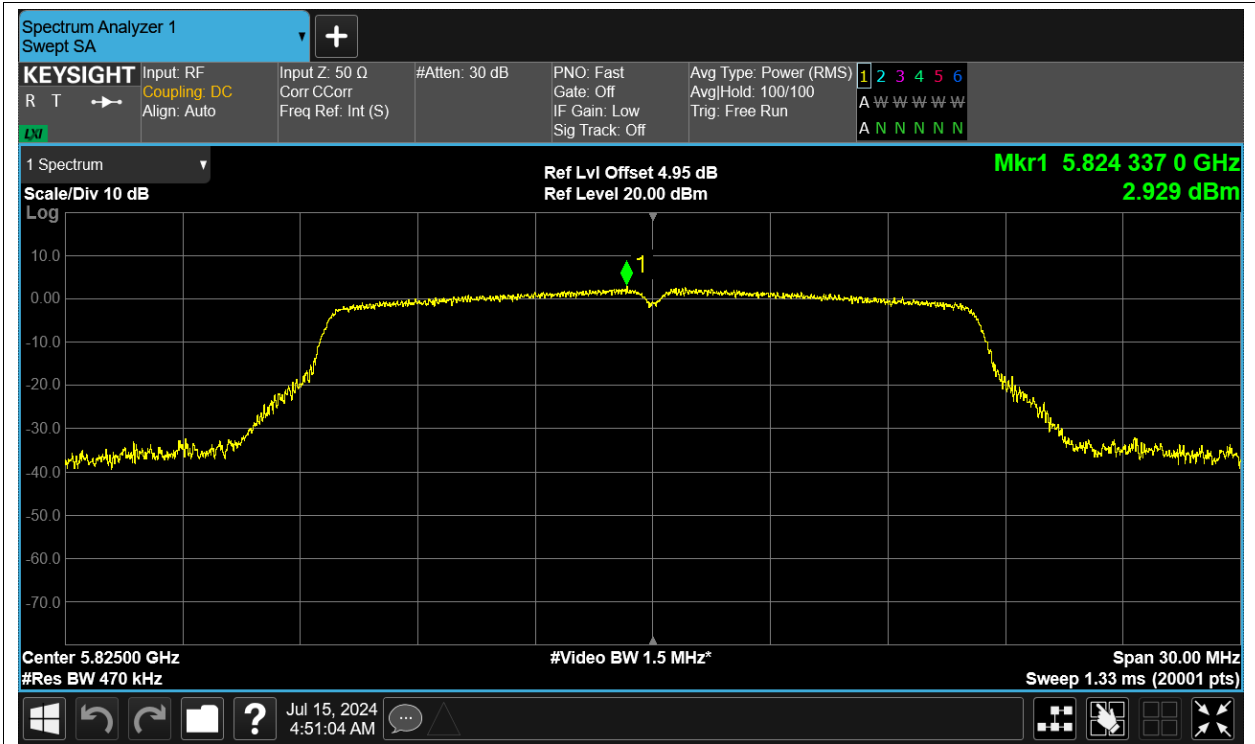 Spectrum Analyzer 1
Swept SA
KEYSIGHT
R T
LXI
Input: RF
Coupling: DC
Align: Auto
Input Z: 50 Ω
Corr CCorr
Freq Ref: Int (S)
#Atten: 30 dB
PNO: Fast
Gate: Off
IF Gain: Low
Sig Track: Off
Avg Type: Power (RMS)
Avg|Hold: 100/100
Trig: Free Run
1 2 3 4 5 6
A W W W W W
A N N N N N
1 Spectrum
Scale/Div 10 dB
Log
Ref Lvl Offset 4.95 dB
Ref Level 20.00 dBm
Mkr1 5.824 337 0 GHz
2.929 dBm
1
10.0
0.00
-10.0
-20.0
-30.0
-40.0
-50.0
-60.0
-70.0
Center 5.82500 GHz
#Res BW 470 kHz
#Video BW 1.5 MHz*
Span 30.00 MHz
Sweep 1.33 ms (20001 pts)
?
Jul 15, 2024
4:51:04 AM